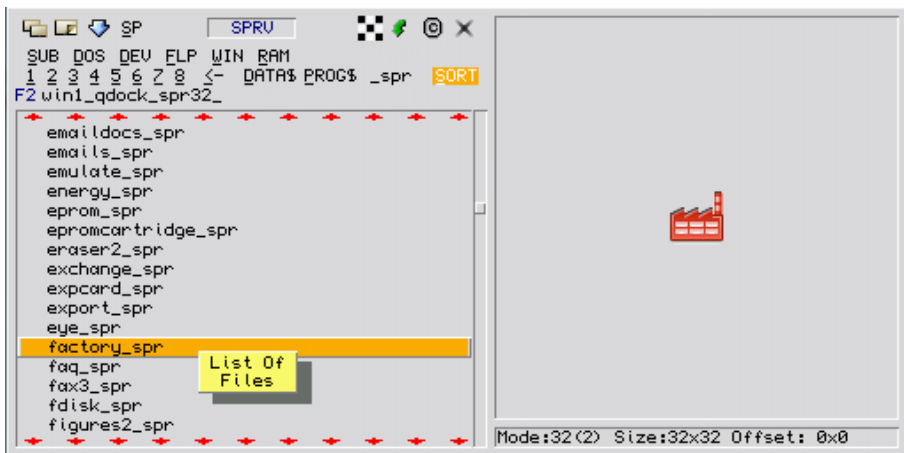 SP SPRV ©
SUB DOS DEV FLP WIN RAM
1 2 3 4 5 6 7 8 <- DATA$ PROG$ _spr SORT
F2 win1_qdock_spr32_
emaildocs_spr
emails_spr
emulate_spr
energy_spr
eprom_spr
epromcartridge_spr
eraser2_spr
exchange_spr
expcard_spr
export_spr
eye_spr
factory_spr
faq_spr
List Of
Files
fax3_spr
fdisk_spr
figures2_spr
Mode:32(2) Size:32x32 Offset: 0x0